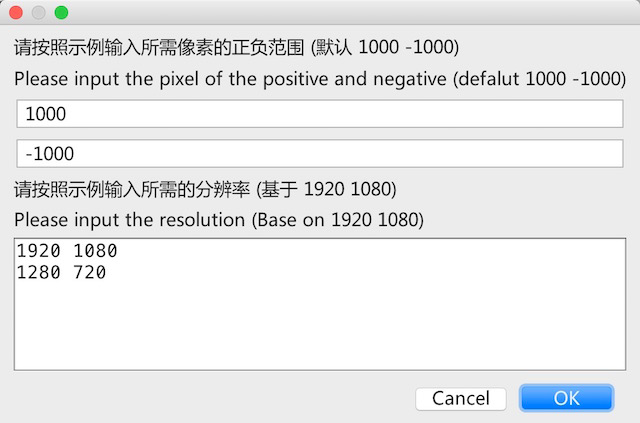 请按照示例输入所需像素的正负范围 (默认 1000 -1000)
Please input the pixel of the positive and negative (defalut 1000 -1000)
1000
-1000
请按照示例输入所需的分辨率 (基于 1920 1080)
Please input the resolution (Base on 1920 1080)
1920 1080
1280 720
Cancel OK